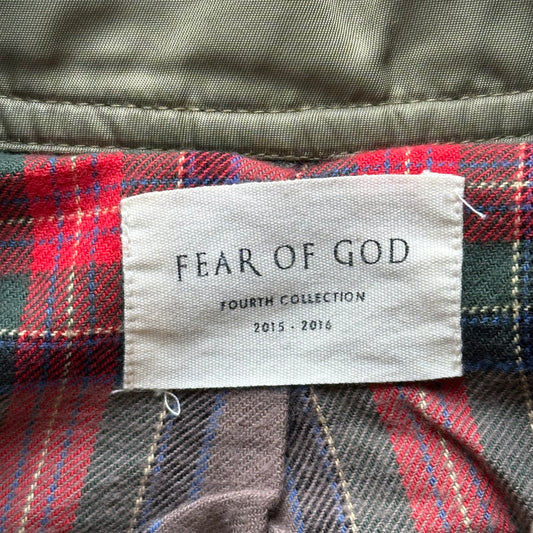 FEAR OF GOD
FOURTH COLLECTION
2015 - 2016